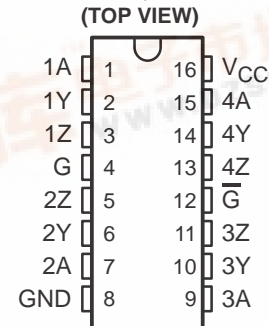 (TOP VIEW)
1A 1 16 VCC
1Y 2 15 4A
1Z 3 14 4Y
G 4 13 4Z
2Z 5 12 G̅
2Y 6 11 3Z
2A 7 10 3Y
GND 8 9 3A